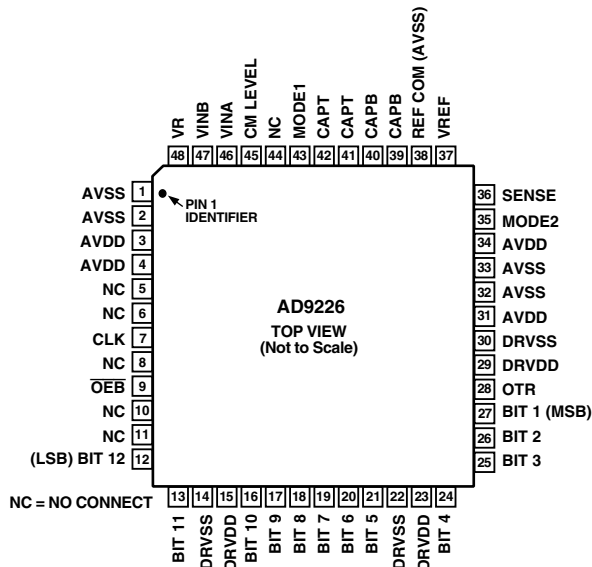 VR
VINB
VINA
CM LEVEL
NC
MODE1
CAPT
CAPT
CAPB
CAPB
REF COM (AVSS)
VREF
48 47 46 45 44 43 42 41 40 39 38 37
AVSS 1
AVSS 2
AVDD 3
AVDD 4
NC 5
NC 6
CLK 7
NC 8
OEB 9
NC 10
NC 11
(LSB) BIT 12 12
PIN 1
IDENTIFIER
AD9226
TOP VIEW
(Not to Scale)
36 SENSE
35 MODE2
34 AVDD
33 AVSS
32 AVSS
31 AVDD
30 DRVSS
29 DRVDD
28 OTR
27 BIT 1 (MSB)
26 BIT 2
25 BIT 3
NC = NO CONNECT
13 14 15 16 17 18 19 20 21 22 23 24
BIT 11
DRVSS
DRVDD
BIT 10
BIT 9
BIT 8
BIT 7
BIT 6
BIT 5
DRVSS
DRVDD
BIT 4